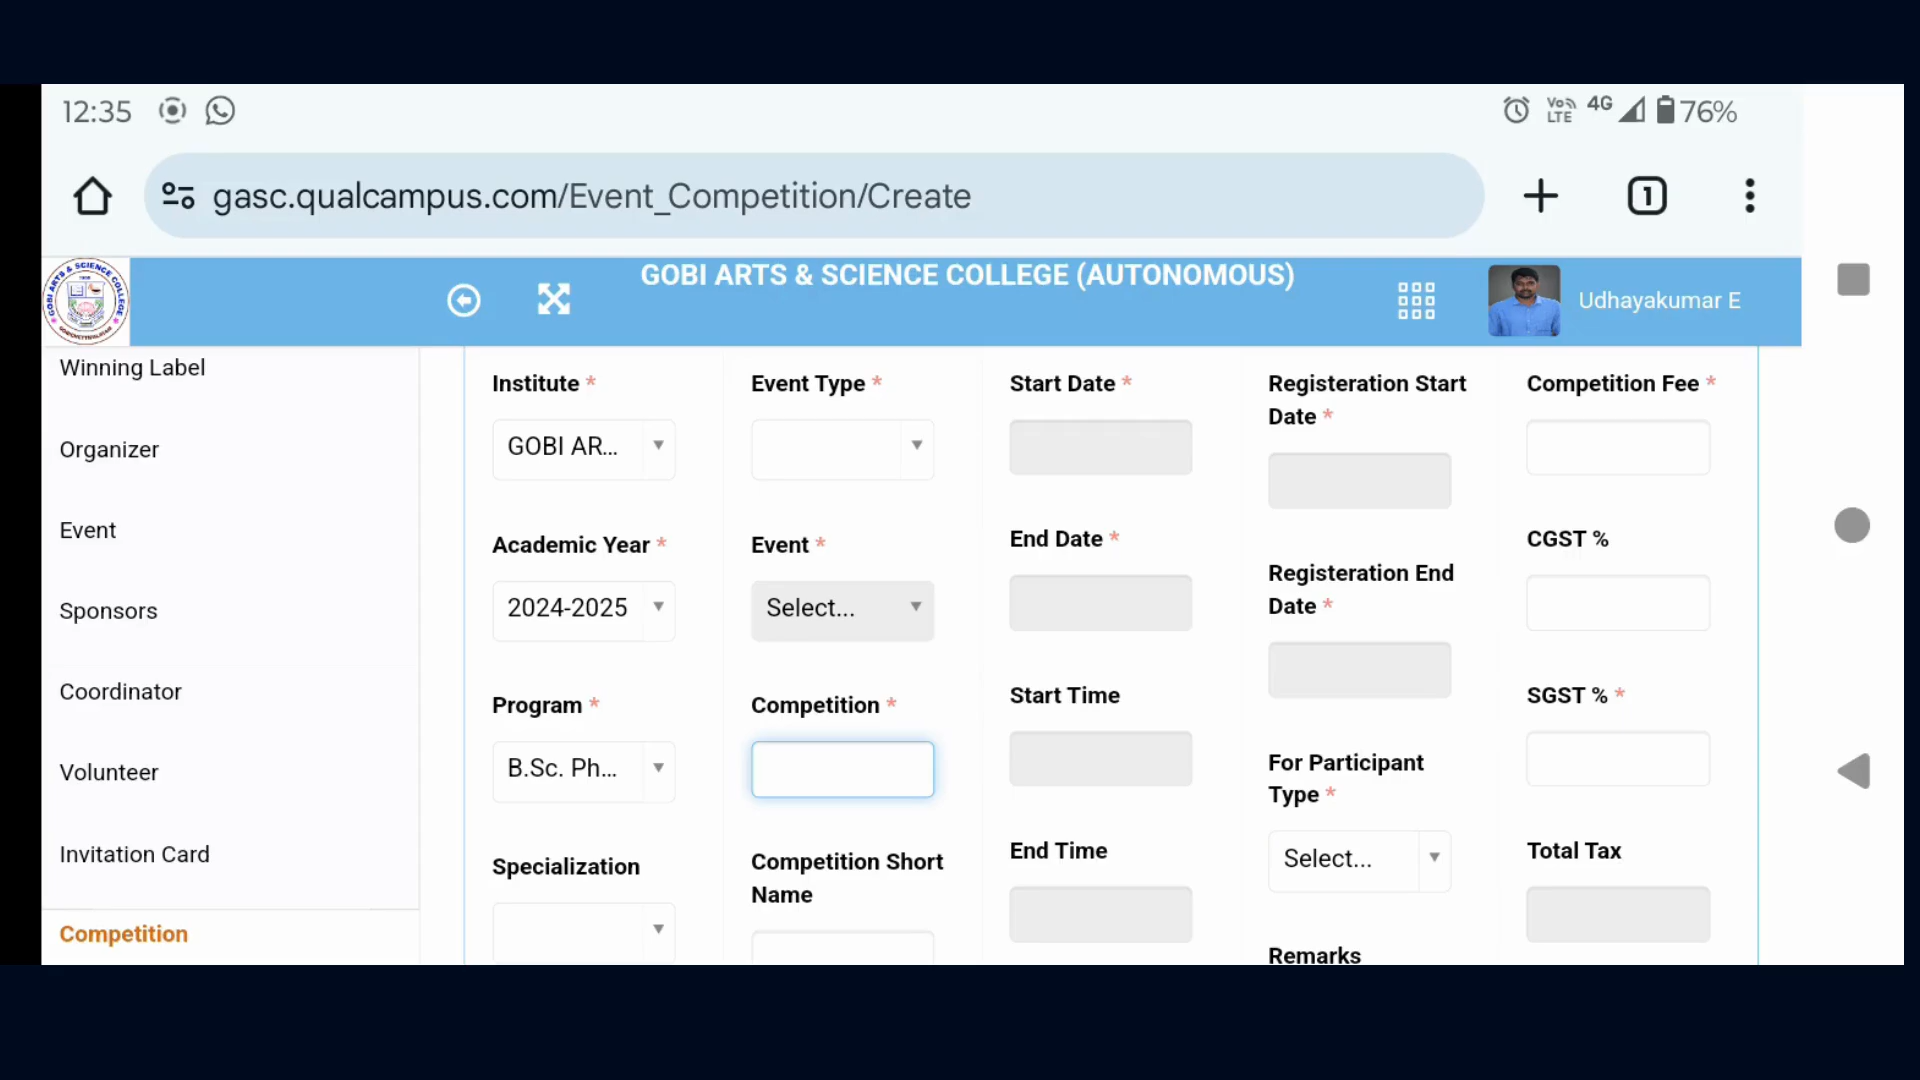 12:35
Vo
LTE
4G
76%
gasc.qualcampus.com/Event_Competition/Create
1
GOBI ARTS & SCIENCE COLLEGE (AUTONOMOUS)
Udhayakumar E
Winning Label
Organizer
Event
Sponsors
Coordinator
Volunteer
Invitation Card
Competition
Institute *
GOBI AR...
Academic Year *
2024-2025
Program *
B.Sc. Ph...
Specialization
Event Type *
Event *
Select...
Competition *
Competition Short
Name
Start Date *
End Date *
Start Time
End Time
Registeration Start
Date *
Registeration End
Date *
For Participant
Type *
Select...
Remarks
Competition Fee *
CGST %
SGST % *
Total Tax